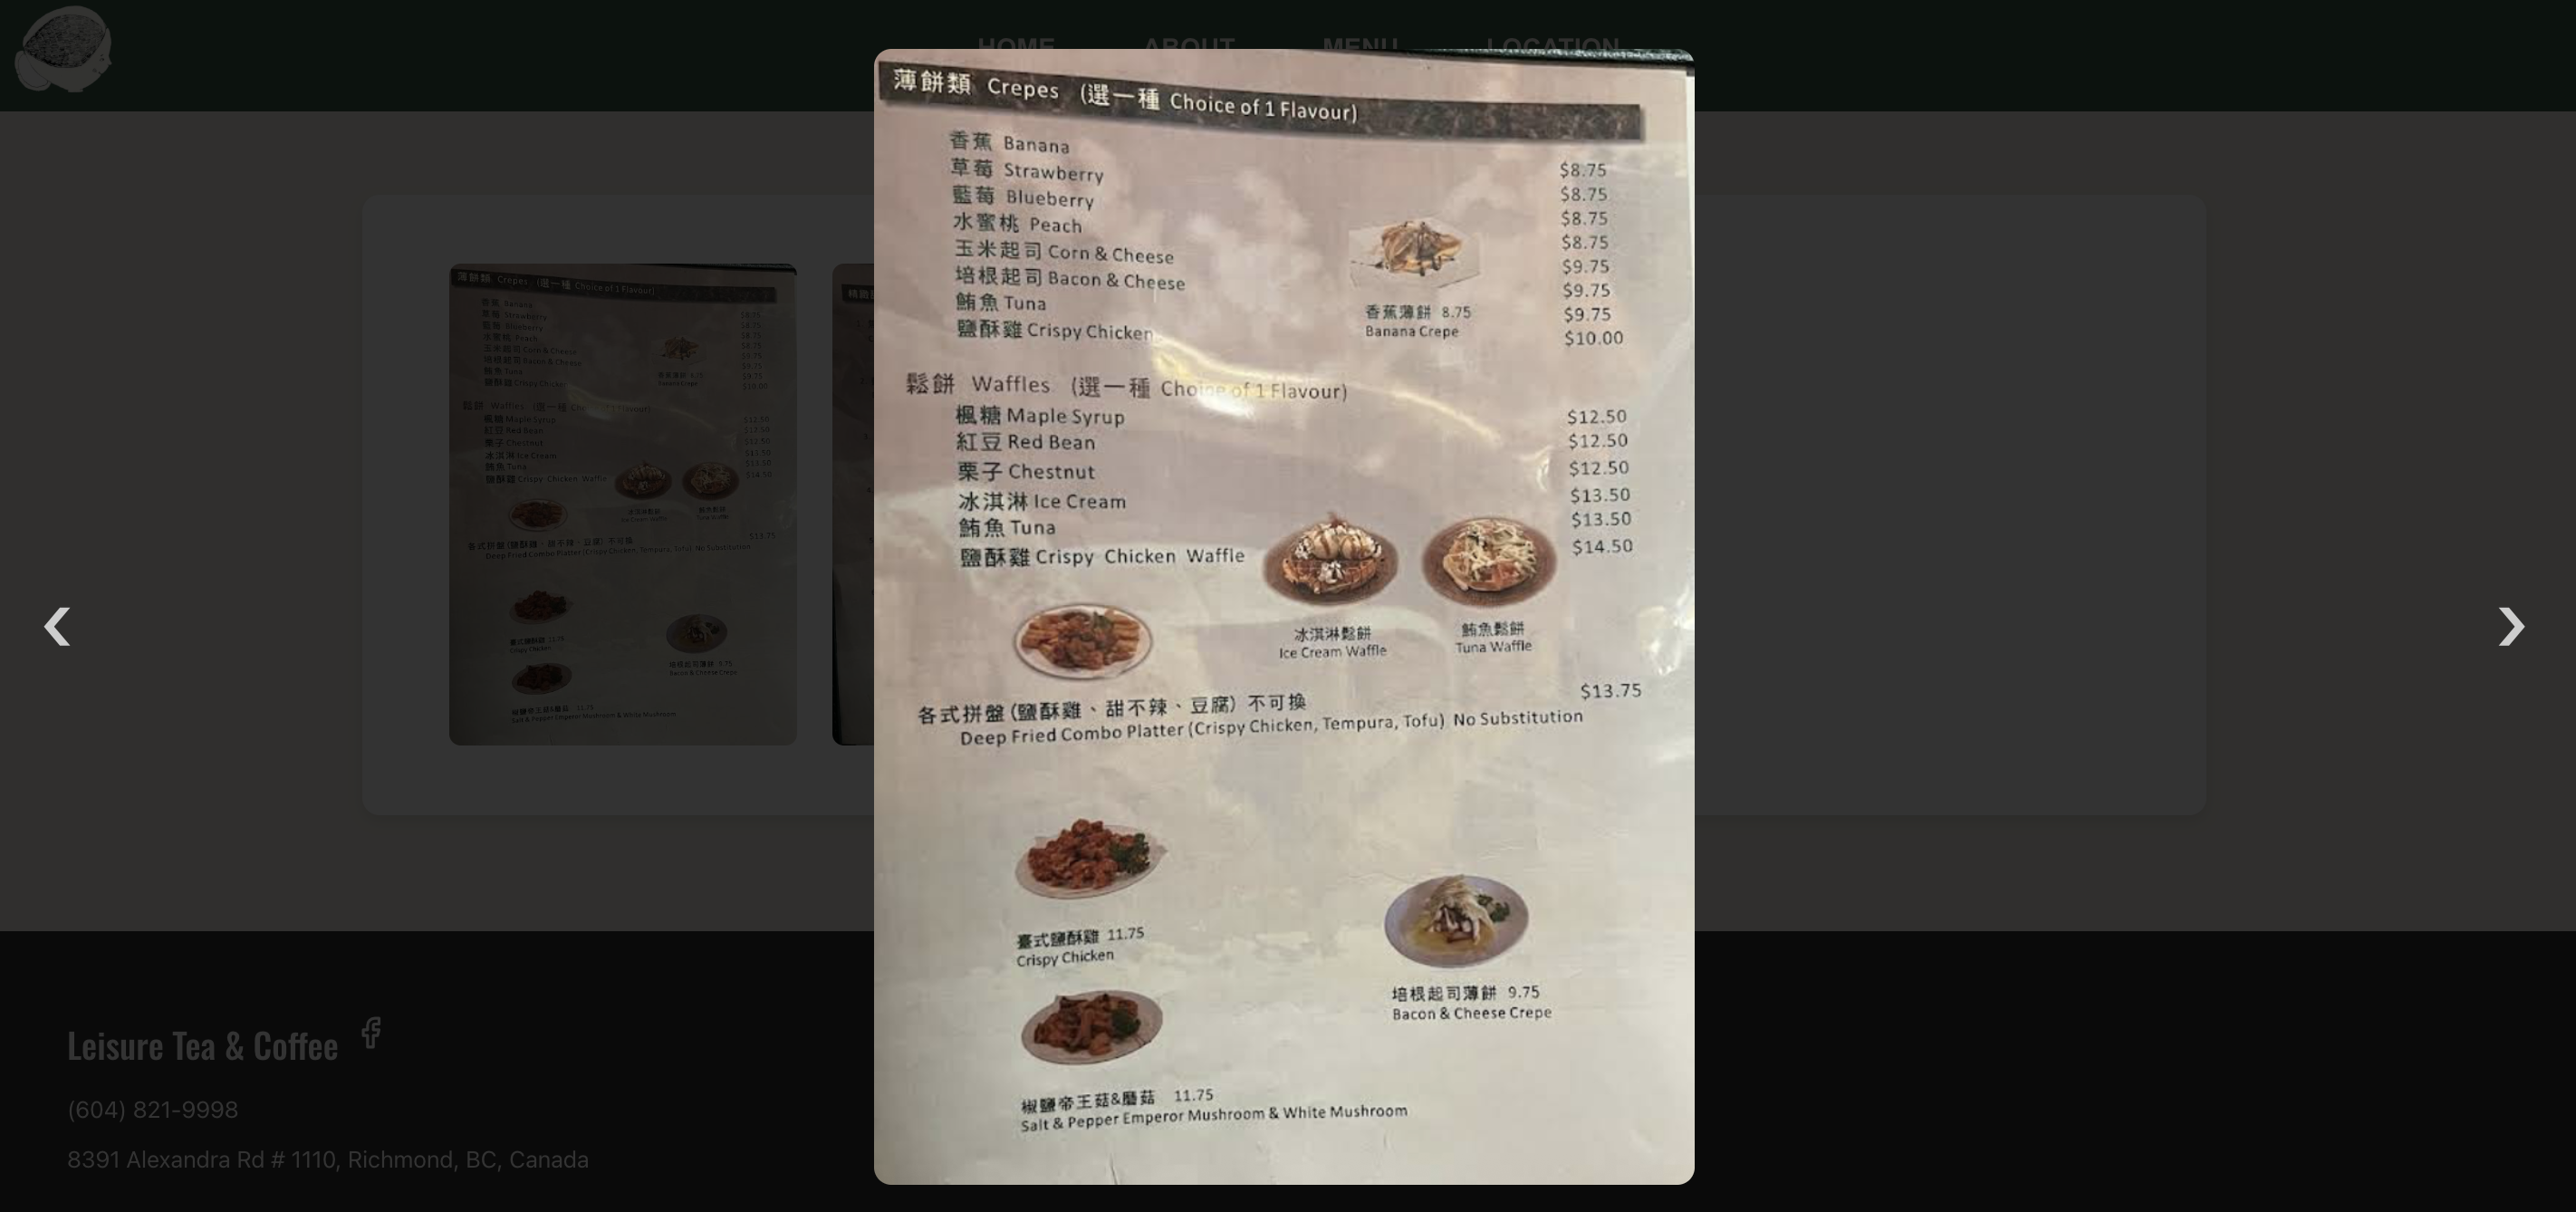 HOME ABOUT MENU LOCATION
薄餅類 Crepes (選一種 Choice of 1 Flavour)
香蕉 Banana $8.75
草莓 Strawberry $8.75
藍莓 Blueberry $8.75
水蜜桃 Peach $8.75
玉米起司 Corn & Cheese $9.75
培根起司 Bacon & Cheese $9.75
鮪魚 Tuna $9.75
鹽酥雞 Crispy Chicken $10.00
香蕉薄餅 8.75
Banana Crepe
鬆餅 Waffles (選一種 Choice of 1 Flavour)
楓糖 Maple Syrup $12.50
紅豆 Red Bean $12.50
栗子 Chestnut $12.50
冰淇淋 Ice Cream $13.50
鮪魚 Tuna $13.50
鹽酥雞 Crispy Chicken Waffle $14.50
冰淇淋鬆餅
Ice Cream Waffle
鮪魚鬆餅
Tuna Waffle
各式拼盤 (鹽酥雞、甜不辣、豆腐) 不可換 $13.75
Deep Fried Combo Platter (Crispy Chicken, Tempura, Tofu) No Substitution
臺式鹽酥雞 11.75
Crispy Chicken
培根起司薄餅 9.75
Bacon & Cheese Crepe
椒鹽帝王菇&蘑菇 11.75
Salt & Pepper Emperor Mushroom & White Mushroom
Leisure Tea & Coffee
(604) 821-9998
8391 Alexandra Rd # 1110, Richmond, BC, Canada